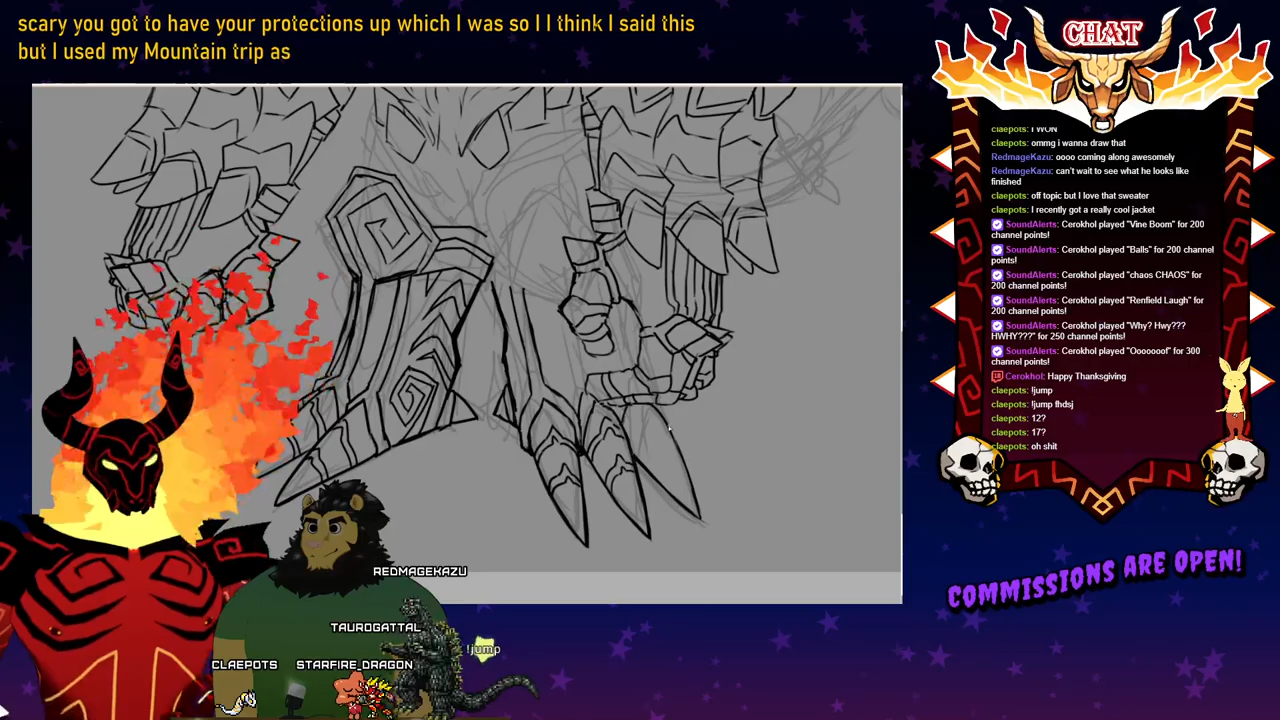 scary you got to have your protections up which I was so I I think I said this
but I used my Mountain trip as
CHAT
claepots: I WON
claepots: ommg i wanna draw that
RedmageKazu: oooo coming along awesomely
RedmageKazu: can't wait to see what he looks like
finished
claepots: off topic but I love that sweater
claepots: I recently got a really cool jacket
SoundAlerts: Cerokhol played "Vine Boom" for 200
channel points!
SoundAlerts: Cerokhol played "Balls" for 200 channel
points!
SoundAlerts: Cerokhol played "chaos CHAOS" for
200 channel points!
SoundAlerts: Cerokhol played "Renfield Laugh" for
200 channel points!
SoundAlerts: Cerokhol played "Why? Hwy???
HWHY???" for 250 channel points!
SoundAlerts: Cerokhol played "Ooooooof" for 300
channel points!
Cerokhol: Happy Thanksgiving
claepots: !jump
claepots: !jump fhdsj
claepots: 12?
claepots: 17?
claepots: oh shit
COMMISSIONS ARE OPEN!
REDMAGEKAZU
TAUROGATTAL
!jump
CLAEPOTS
STARFIRE_DRAGON